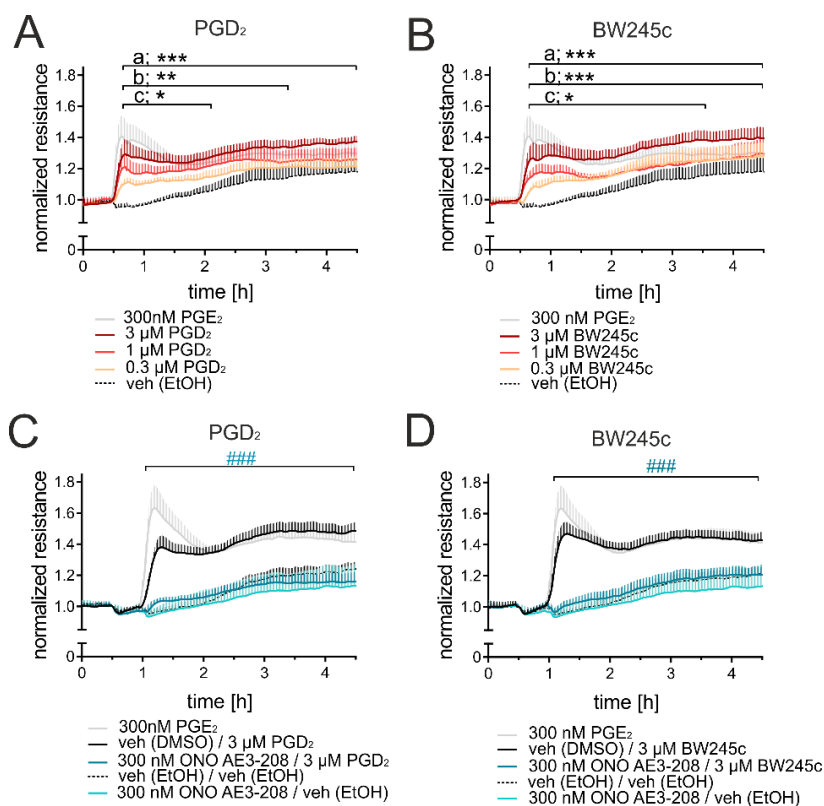 A
PGD₂
a; ***
b; **
c; *
normalized resistance
1.8
1.6
1.4
1.2
1.0
0
0 1 2 3 4
time [h]
300nM PGE₂
3 µM PGD₂
1 µM PGD₂
0.3 µM PGD₂
veh (EtOH)
B
BW245c
a; ***
b; ***
c; *
normalized resistance
1.8
1.6
1.4
1.2
1.0
0
0 1 2 3 4
time [h]
300 nM PGE₂
3 µM BW245c
1 µM BW245c
0.3 µM BW245c
veh (EtOH)
C
PGD₂
###
normalized resistance
1.8
1.6
1.4
1.2
1.0
0
0 1 2 3 4
time [h]
300nM PGE₂
veh (DMSO) / 3 µM PGD₂
300 nM ONO AE3-208 / 3 µM PGD₂
veh (EtOH) / veh (EtOH)
300 nM ONO AE3-208 / veh (EtOH)
D
BW245c
###
normalized resistance
1.8
1.6
1.4
1.2
1.0
0
0 1 2 3 4
time [h]
300 nM PGE₂
veh (DMSO) / 3 µM BW245c
300 nM ONO AE3-208 / 3 µM BW245c
veh (EtOH) / veh (EtOH)
300 nM ONO AE3-208 / veh (EtOH)